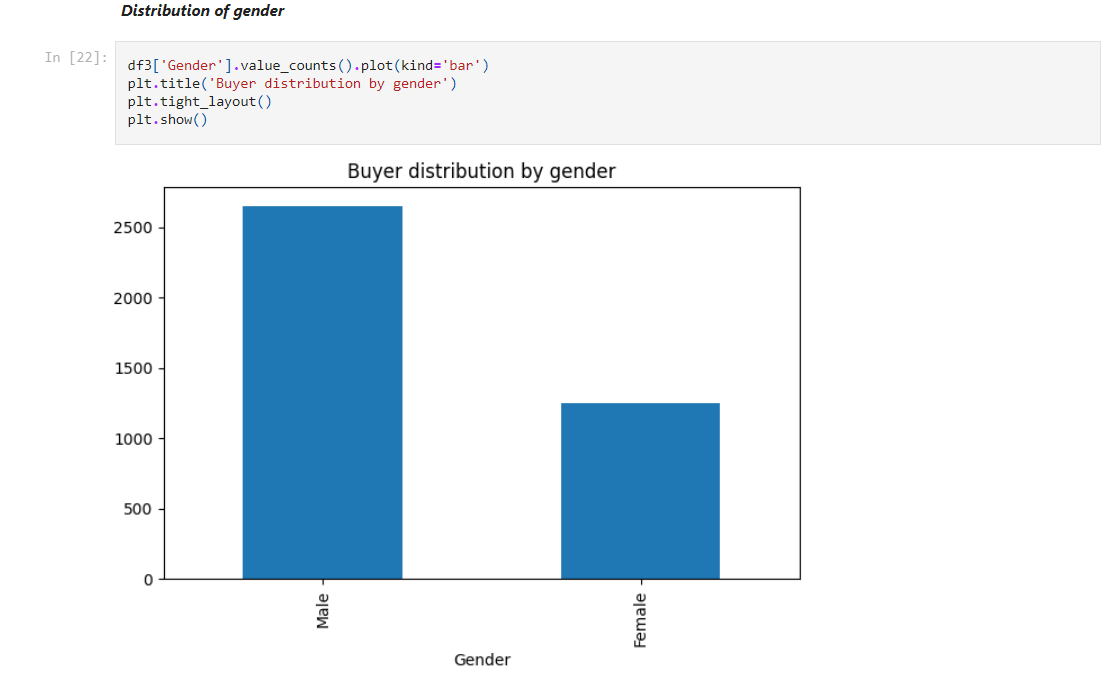 Distribution of gender
In [22]:
df3['Gender'].value_counts().plot(kind='bar')
plt.title('Buyer distribution by gender')
plt.tight_layout()
plt.show()
Buyer distribution by gender
2500
2000
1500
1000
500
0
Male
Female
Gender